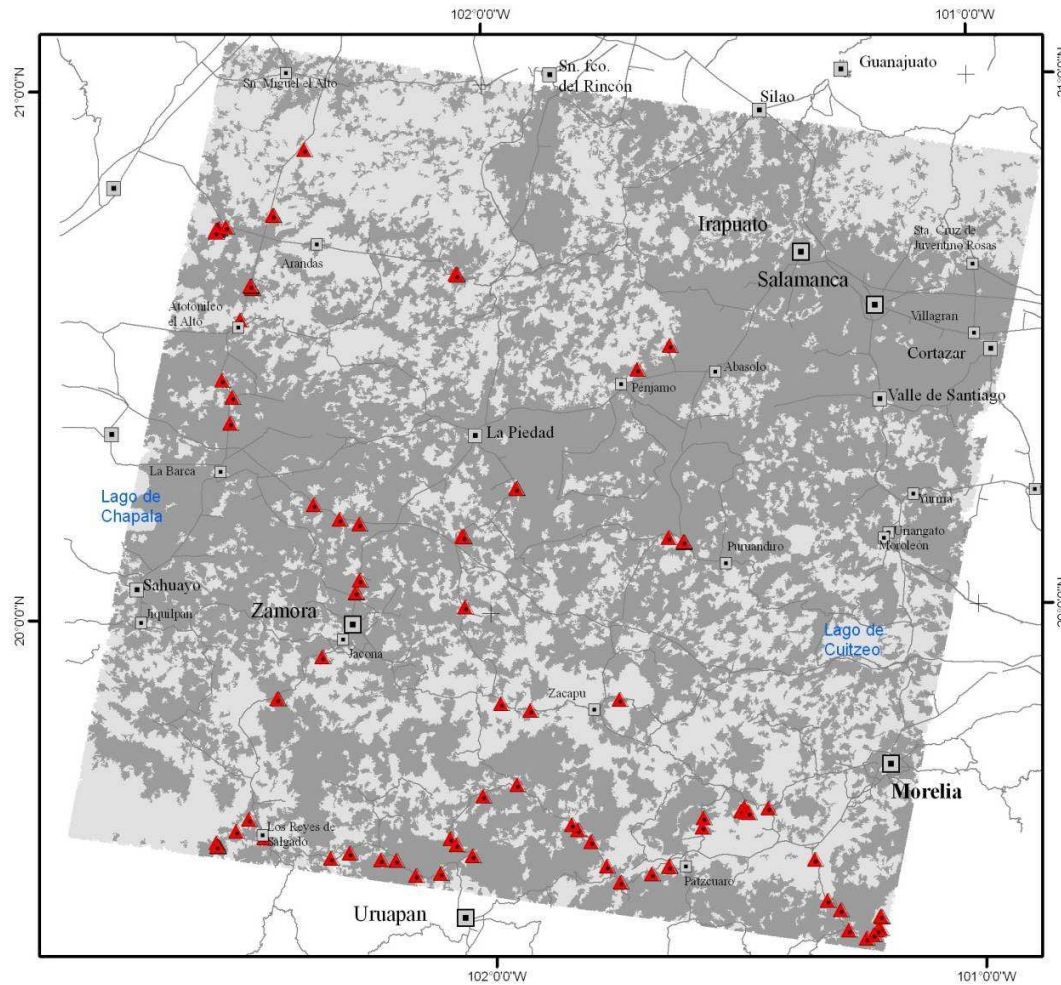 102°0'0"W
101°0'0"W
Guanajuato
Sn. fco.
del Rincón
Sn. Miguel el Alto
21°0'0"N
Silao
Irapuato
Sta. Cruz de
Juventino Rosas
Arandas
Salamanca
Atotonilco
el Alto
Villagran
Cortazar
Abasolo
Pénjamo
Valle de Santiago
La Piedad
La Barca
Lago de
Chapala
Yuriria
Uriangato
Moroleón
Puruandiro
Sahuayo
Jiquilpan
Zamora
20°0'0"N
20°0'0"N
Jacona
Lago de
Cuitzeo
Zacapu
Morelia
Los Reyes de
Salgado
Patzcuaro
Uruapan
102°0'0"W
101°0'0"W